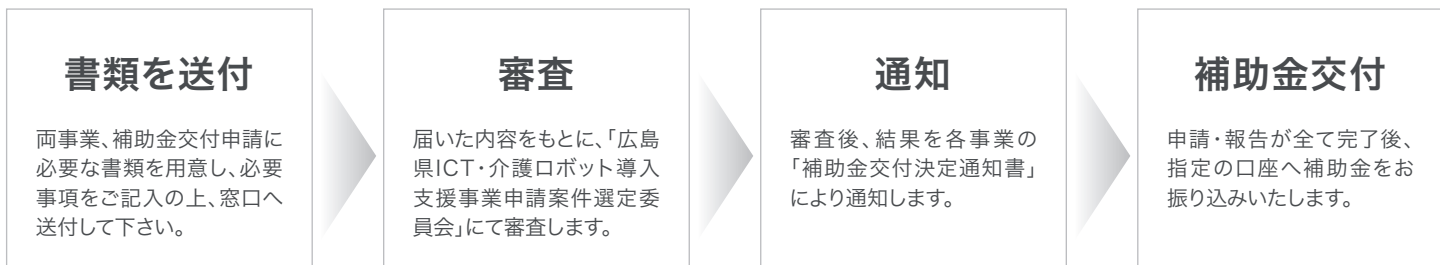 書類を送付
両事業、補助金交付申請に
必要な書類を用意し、必要
事項をご記入の上、窓口へ
送付して下さい。
審査
届いた内容をもとに、「広島
県ICT・介護ロボット導入
支援事業申請案件選定委
員会」にて審査します。
通知
審査後、結果を各事業の
「補助金交付決定通知書」
により通知します。
補助金交付
申請・報告が全て完了後、
指定の口座へ補助金をお
振り込みいたします。